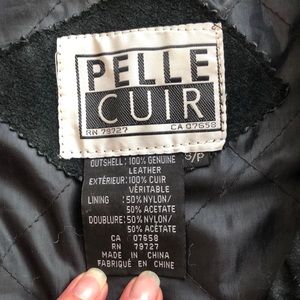 PELLE
CUIR
RN 79727 CA 07658
S/P
OUTSHELL: 100% GENUINE
LEATHER
EXTÉRIEUR: 100% CUIR
VÉRITABLE
LINING : 50% NYLON/
50% ACETATE
DOUBLURE: 50% NYLON/
50% ACÉTATE
CA 07658
RN 79727
MADE IN CHINA
FABRIQUÉ EN CHINE